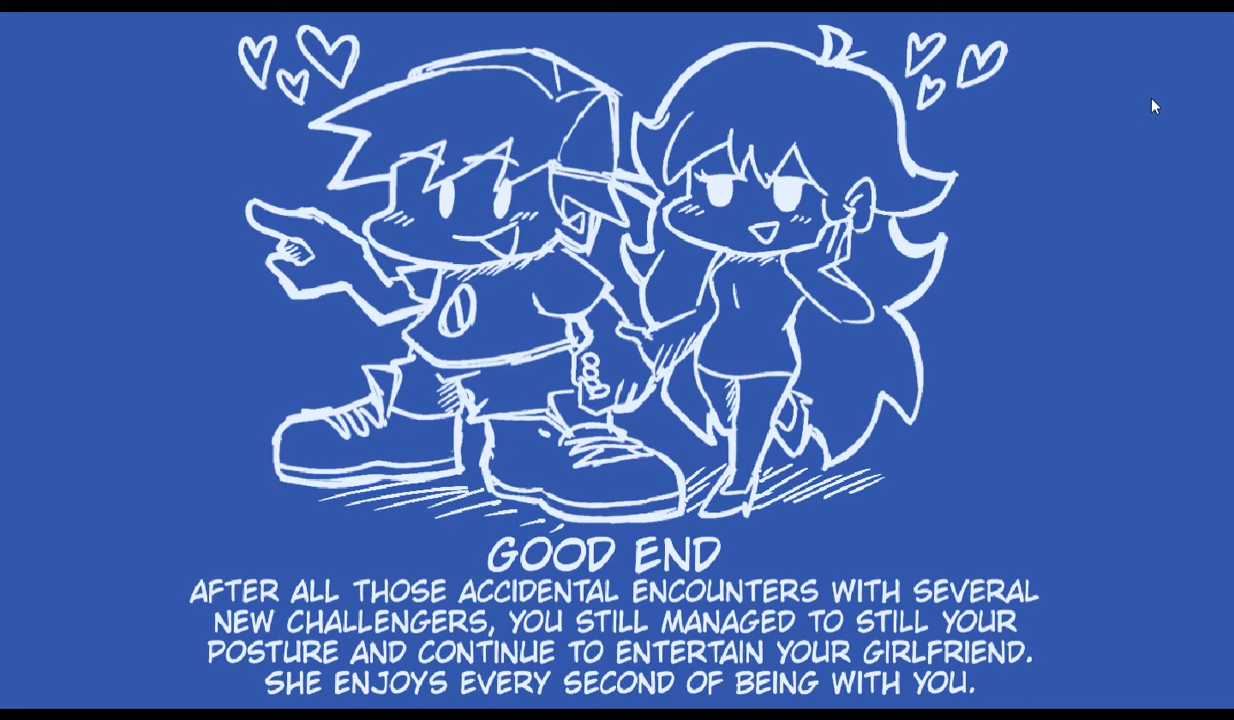 GOOD END
AFTER ALL THOSE ACCIDENTAL ENCOUNTERS WITH SEVERAL
NEW CHALLENGERS, YOU STILL MANAGED TO STILL YOUR
POSTURE AND CONTINUE TO ENTERTAIN YOUR GIRLFRIEND.
SHE ENJOYS EVERY SECOND OF BEING WITH YOU.